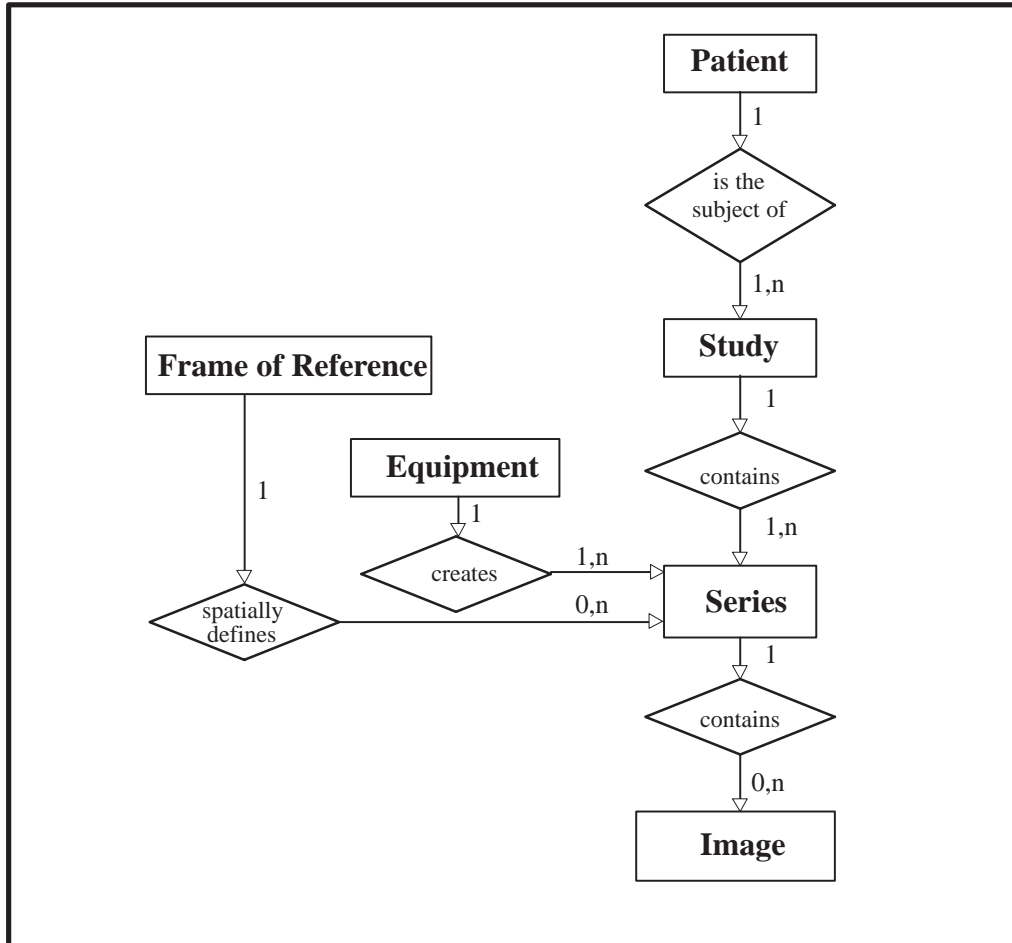 Patient
1
is the
subject of
1,n
Study
Frame of Reference
1
contains
Equipment
1
1
1,n
creates
1,n
Series
spatially
defines
0,n
1
contains
0,n
Image